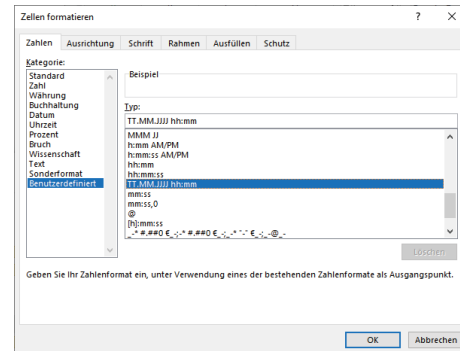 Zellen formatieren ? ×
Zahlen Ausrichtung Schrift Rahmen Ausfüllen Schutz
Kategorie:
Standard
Zahl
Währung
Buchhaltung
Datum
Uhrzeit
Prozent
Bruch
Wissenschaft
Text
Sonderformat
Benutzerdefiniert
Beispiel
Typ:
TT.MM.JJJJ hh:mm
MMM JJ
h:mm AM/PM
h:mm:ss AM/PM
hh:mm
hh:mm:ss
TT.MM.JJJJ hh:mm
mm:ss
mm:ss,0
@
[h]:mm:ss
_-* #.##0 €_-;-* #.##0 €_-;_-* "-" €_-;_-@_-
Löschen
Geben Sie Ihr Zahlenformat ein, unter Verwendung eines der bestehenden Zahlenformate als Ausgangspunkt.
OK Abbrechen